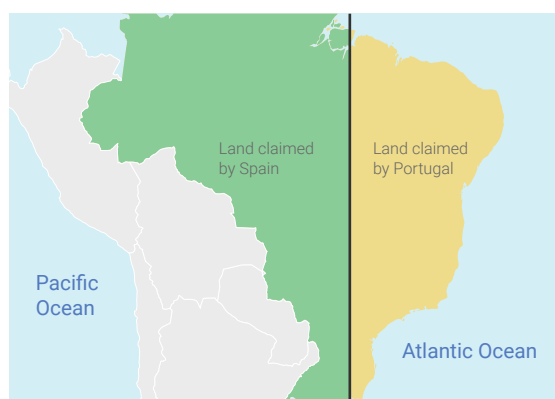 Land claimed
by Spain
Land claimed
by Portugal
Pacific
Ocean
Atlantic Ocean